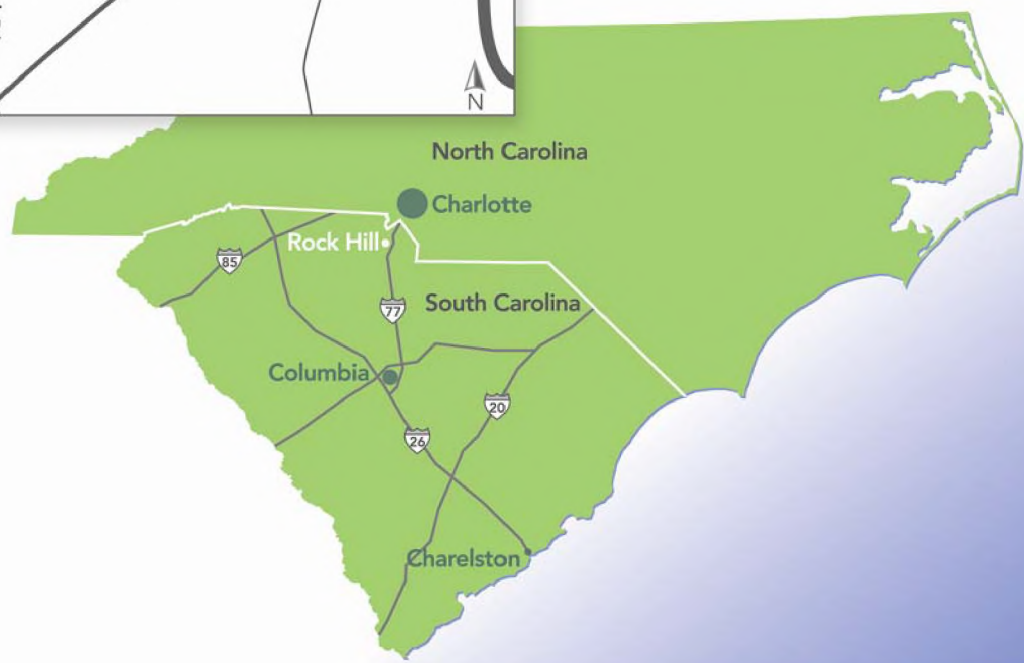 N
North Carolina
Charlotte
Rock Hill
85
77
South Carolina
Columbia
20
26
Charelston